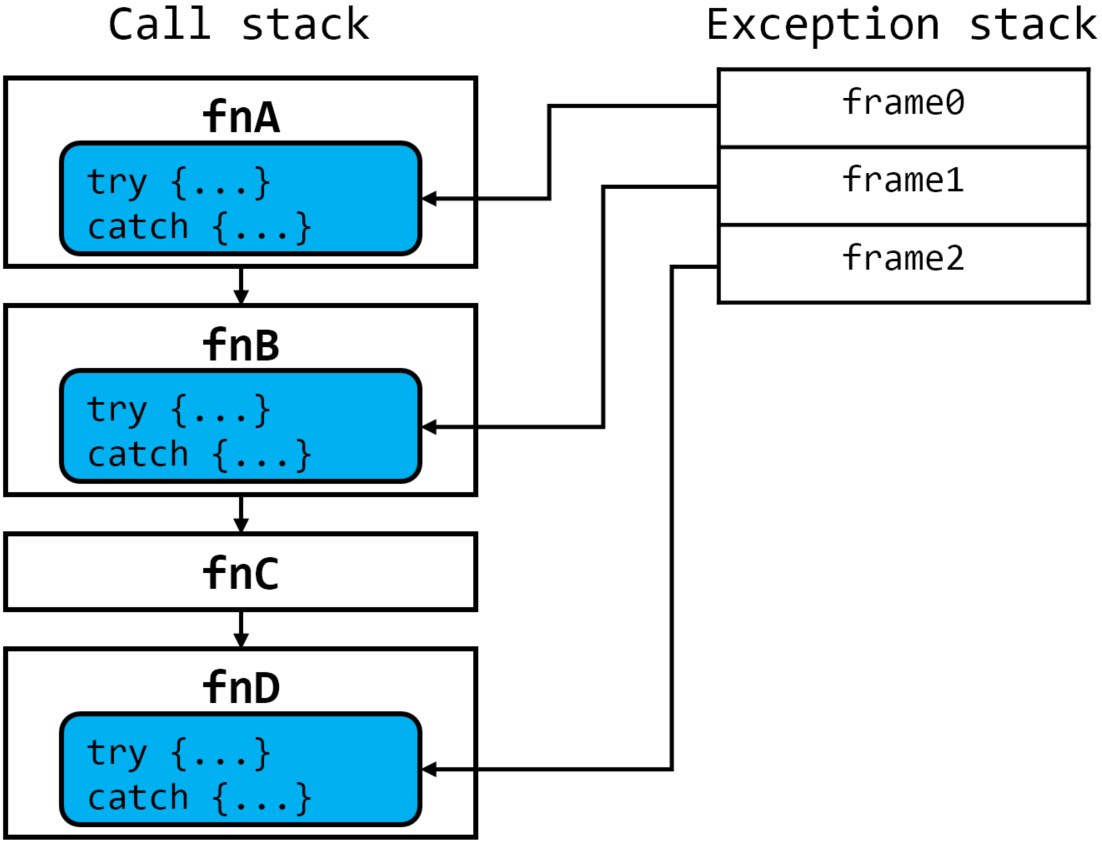 Call stack
Exception stack
fnA
try {...}
catch {...}
fnB
try {...}
catch {...}
fnC
fnD
try {...}
catch {...}
frame0
frame1
frame2